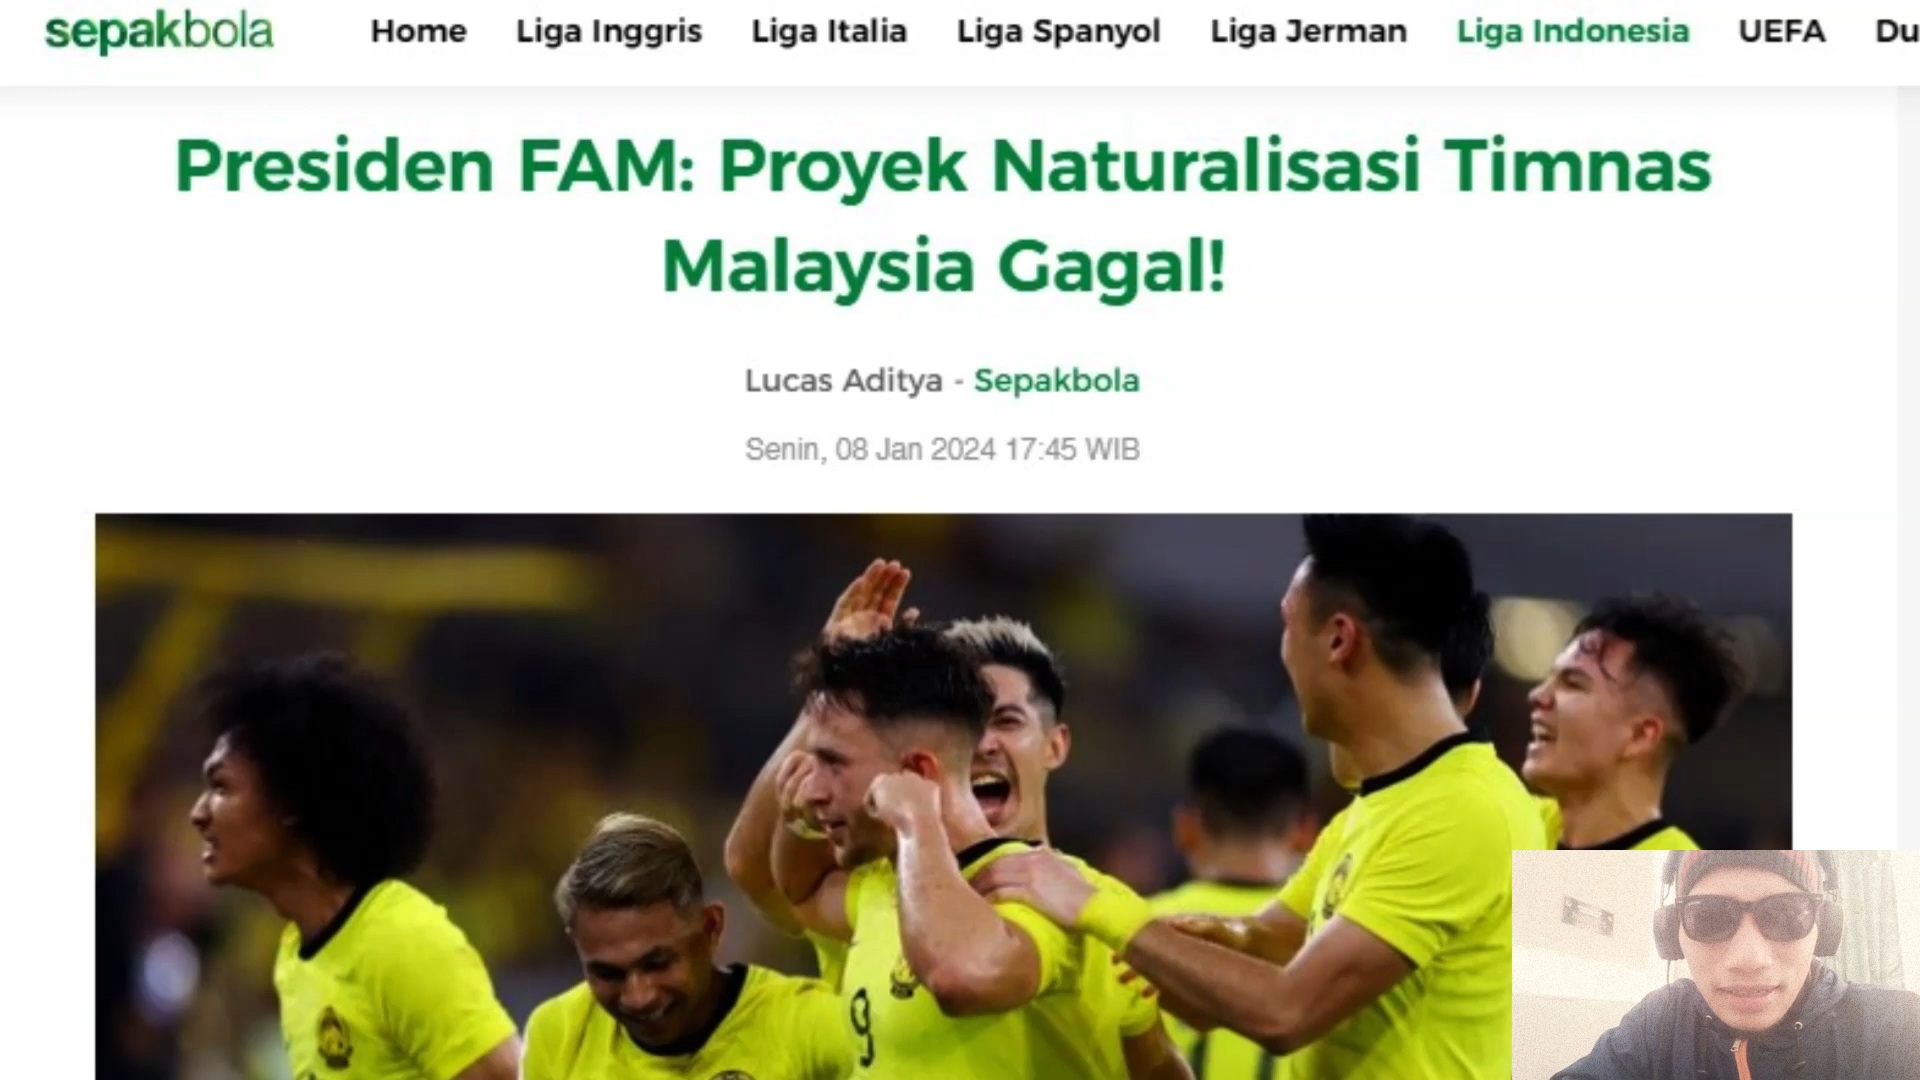 sepakbola Home Liga Inggris Liga Italia Liga Spanyol Liga Jerman Liga Indonesia UEFA Du
Presiden FAM: Proyek Naturalisasi Timnas
Malaysia Gagal!
Lucas Aditya - Sepakbola
Senin, 08 Jan 2024 17:45 WIB
9